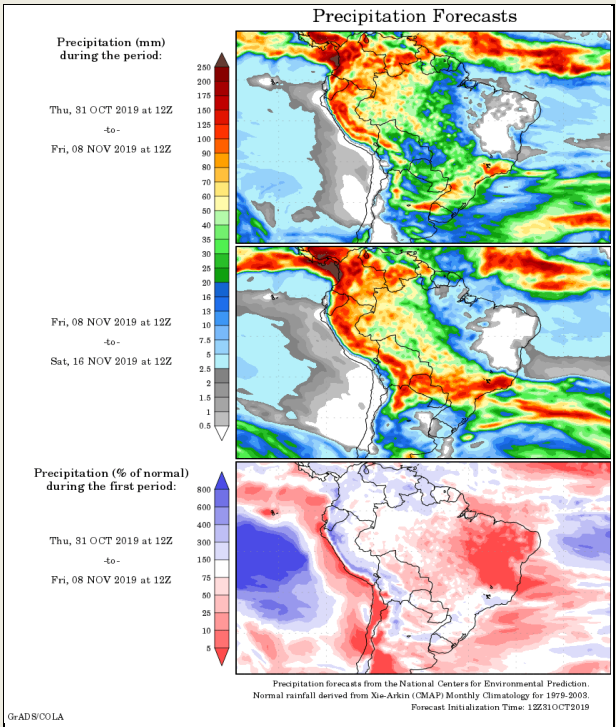 Precipitation Forecasts
Precipitation (mm)
during the period:
Thu, 31 OCT 2019 at 12Z
-to-
Fri, 08 NOV 2019 at 12Z
250
200
175
150
125
100
90
80
70
60
50
40
35
30
25
20
16
13
10
7.5
5
2.5
2
1.5
1
0.5
Fri, 08 NOV 2019 at 12Z
-to-
Sat, 16 NOV 2019 at 12Z
Precipitation (% of normal)
during the first period:
Thu, 31 OCT 2019 at 12Z
-to-
Fri, 08 NOV 2019 at 12Z
800
600
400
300
150
75
50
25
10
5
Precipitation forecasts from the National Centers for Environmental Prediction.
Normal rainfall derived from Xie-Arkin (CMAP) Monthly Climatology for 1979-2003.
Forecast Initialization Time: 12Z31OCT2019
GrADS/COLA